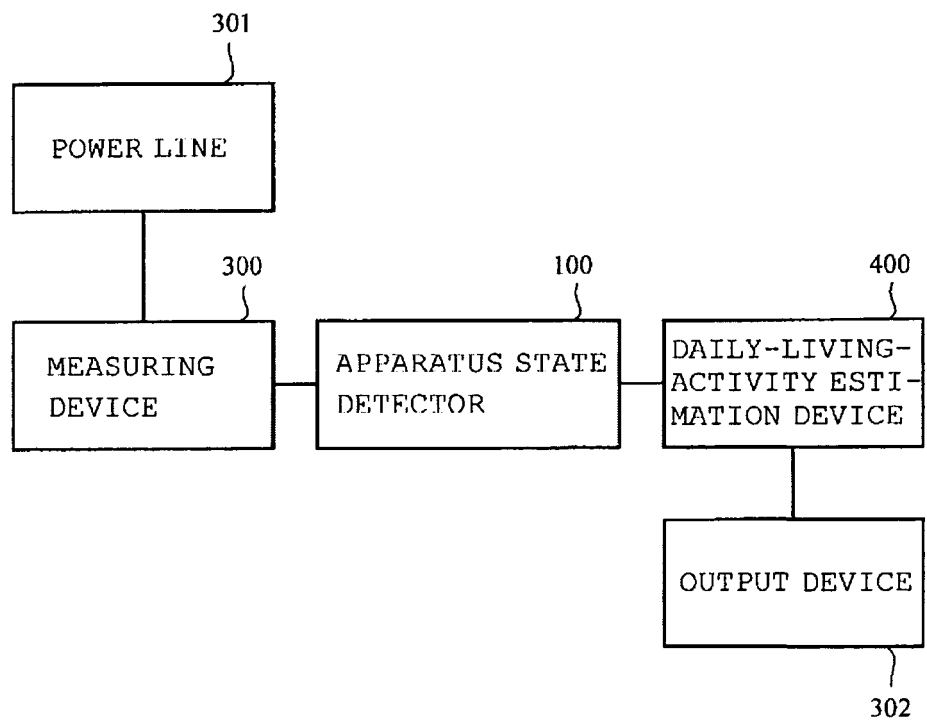 301
POWER LINE
300
MEASURING
DEVICE
100
APPARATUS STATE
DETECTOR
400
DAILY-LIVING-
ACTIVITY ESTI-
MATION DEVICE
OUTPUT DEVICE
302